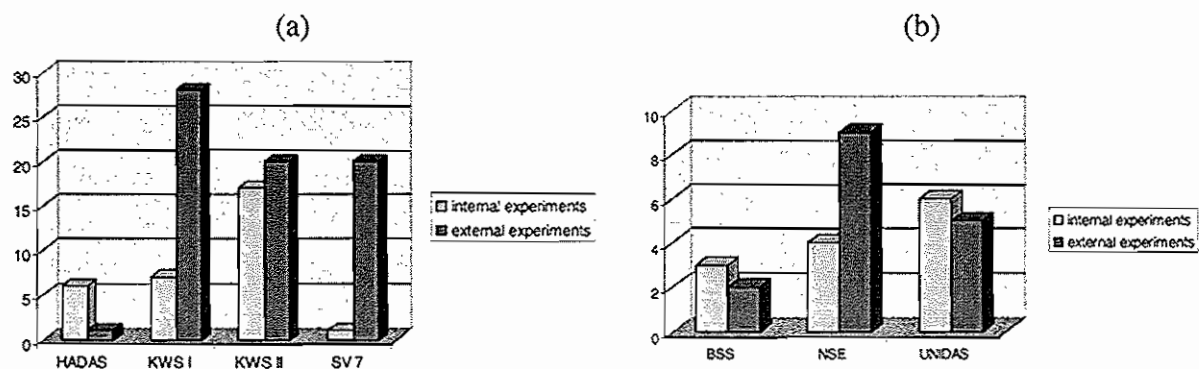 (a)
30
25
20
15
10
5
0
HADAS KWS I KWS II SV 7
internal experiments
external experiments
(b)
10
8
6
4
2
0
BSS NSE UNIDAS
internal experiments
external experiments